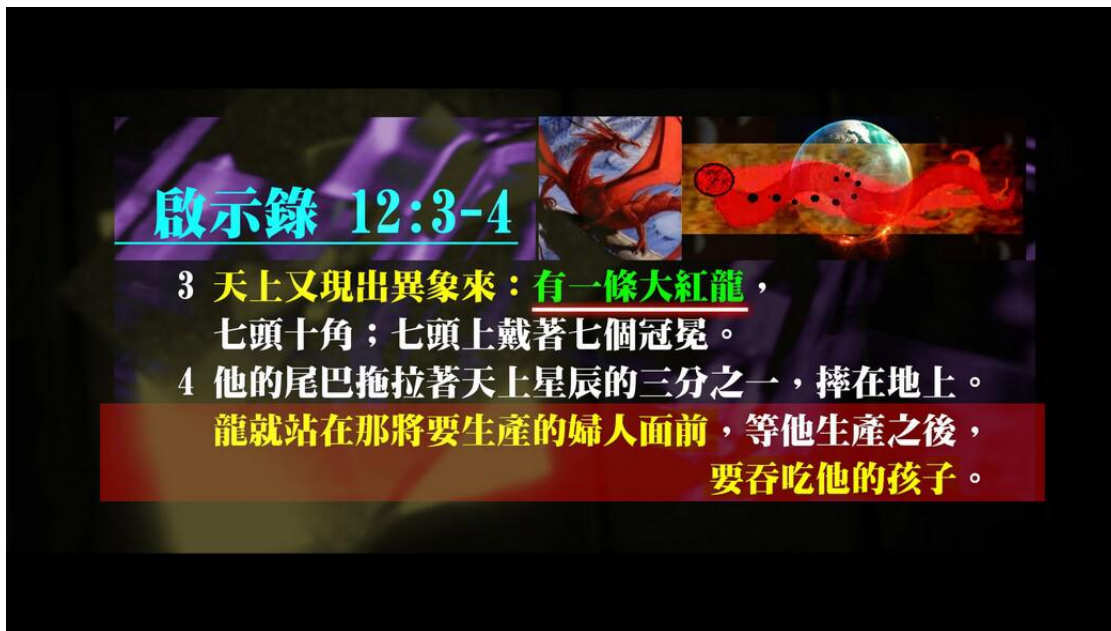 啟示錄 12:3-4
3 天上又現出異象來：有一條大紅龍，
七頭十角；七頭上戴著七個冠冕。
4 他的尾巴拖拉著天上星辰的三分之一，摔在地上。
龍就站在那將要生產的婦人面前，等他生產之後，
要吞吃他的孩子。